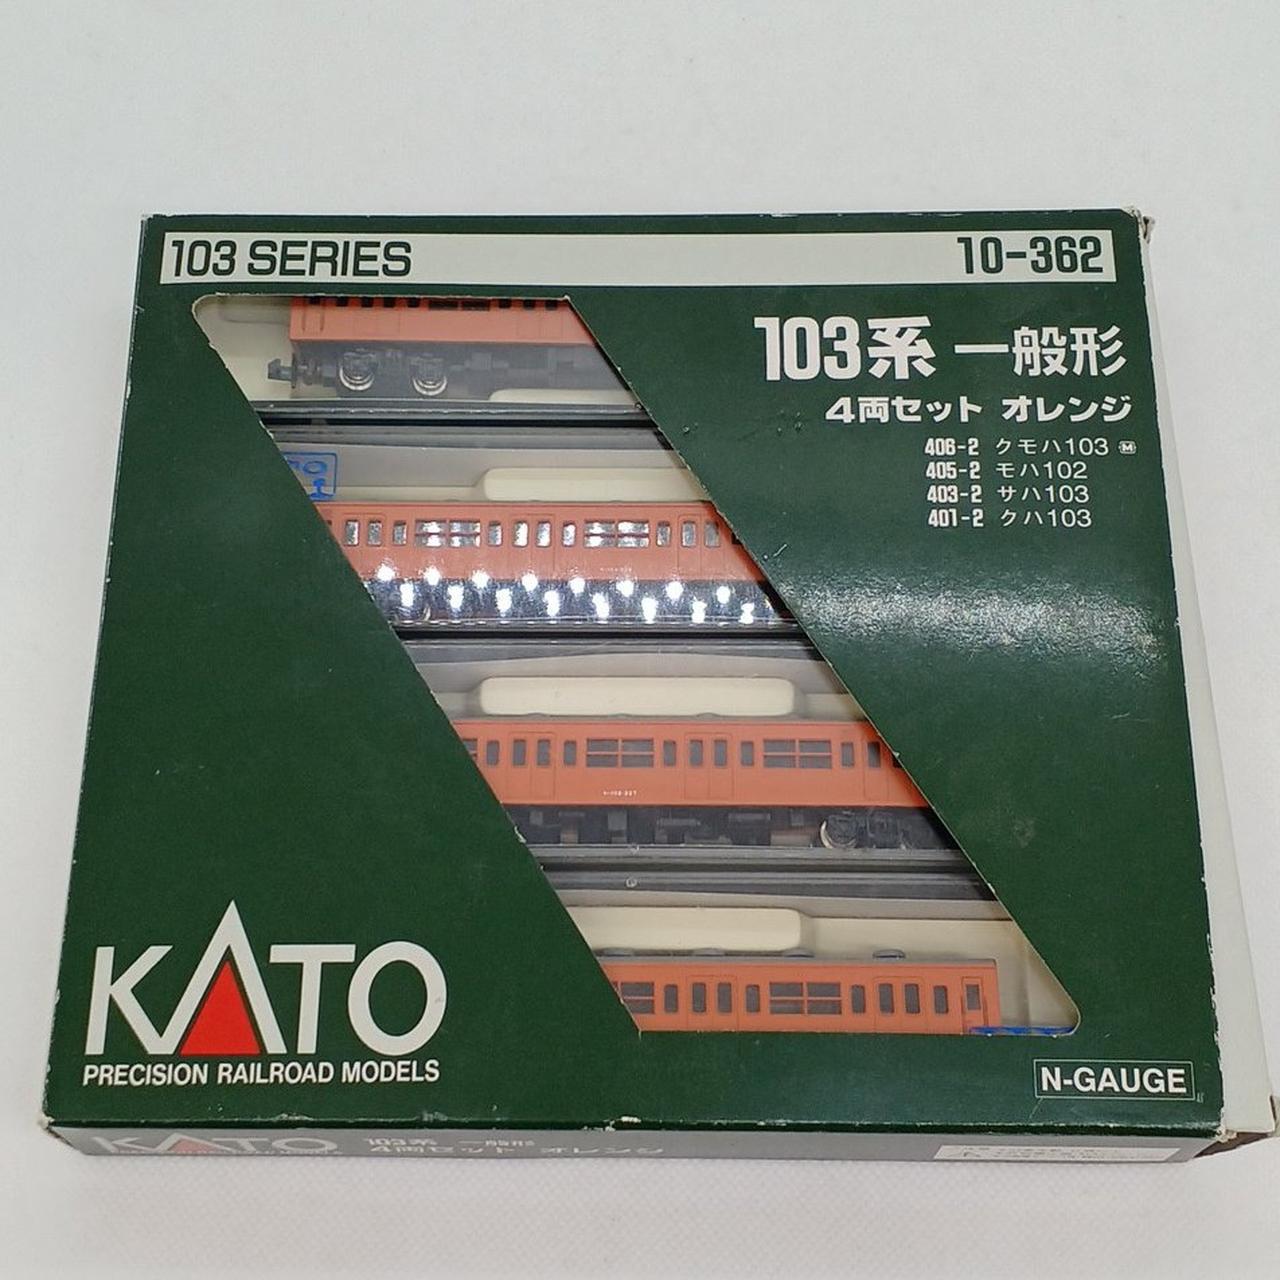 103 SERIES
10-362
103系 一般形
4両セット オレンジ
406-2 クモハ103 Ⓜ
405-2 モハ102
403-2 サハ103
401-2 クハ103
KATO
PRECISION RAILROAD MODELS
N-GAUGE
KATO
103系 一般形
4両セット オレンジ